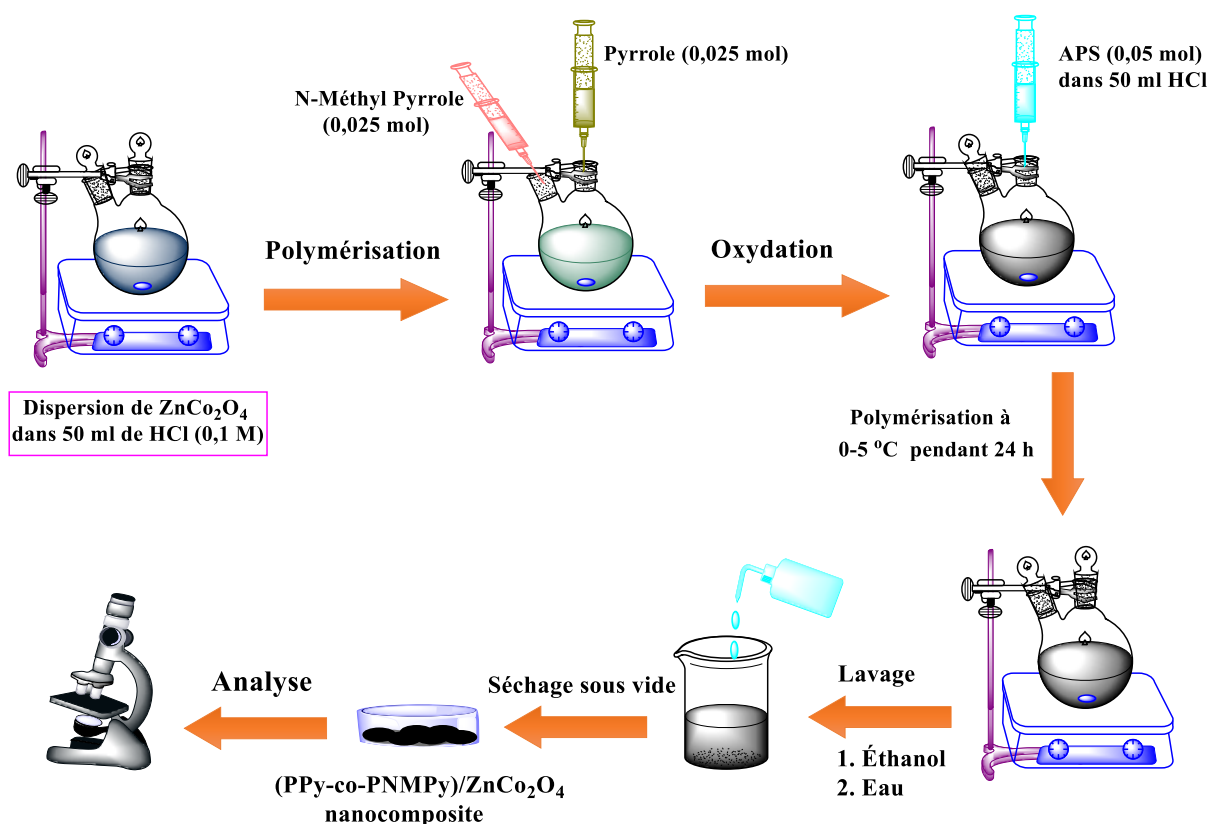 Dispersion de ZnCo₂O₄
dans 50 ml de HCl (0,1 M)
Polymérisation
N-Méthyl Pyrrole
(0,025 mol)
Pyrrole (0,025 mol)
Oxydation
APS (0,05 mol)
dans 50 ml HCl
Polymérisation à
0-5 °C pendant 24 h
Lavage
1. Éthanol
2. Eau
Séchage sous vide
(PPy-co-PNMPy)/ZnCo₂O₄
nanocomposite
Analyse